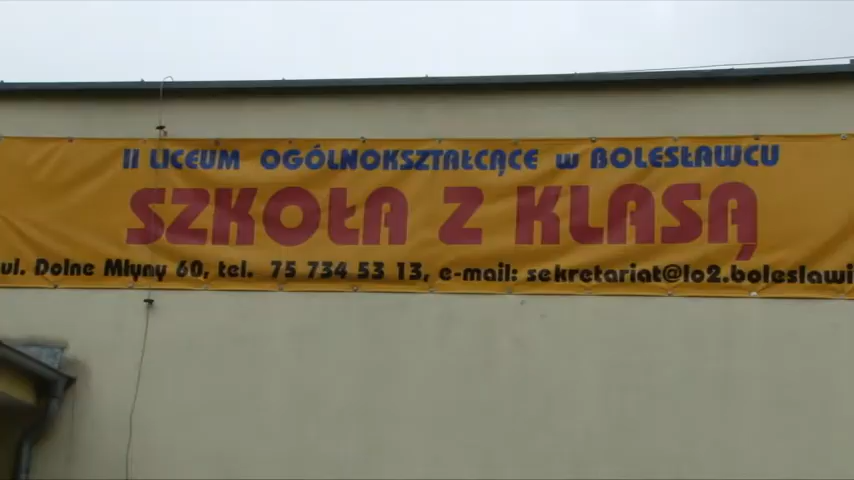 II LICEUM OGÓLNOKSZTAŁCĄCE W BOLESŁAWCU
SZKOŁA Z KLASĄ
ul. Dolne Młyny 60, tel. 75 734 53 13, e-mail: sekretariat@lo2.boleslawi